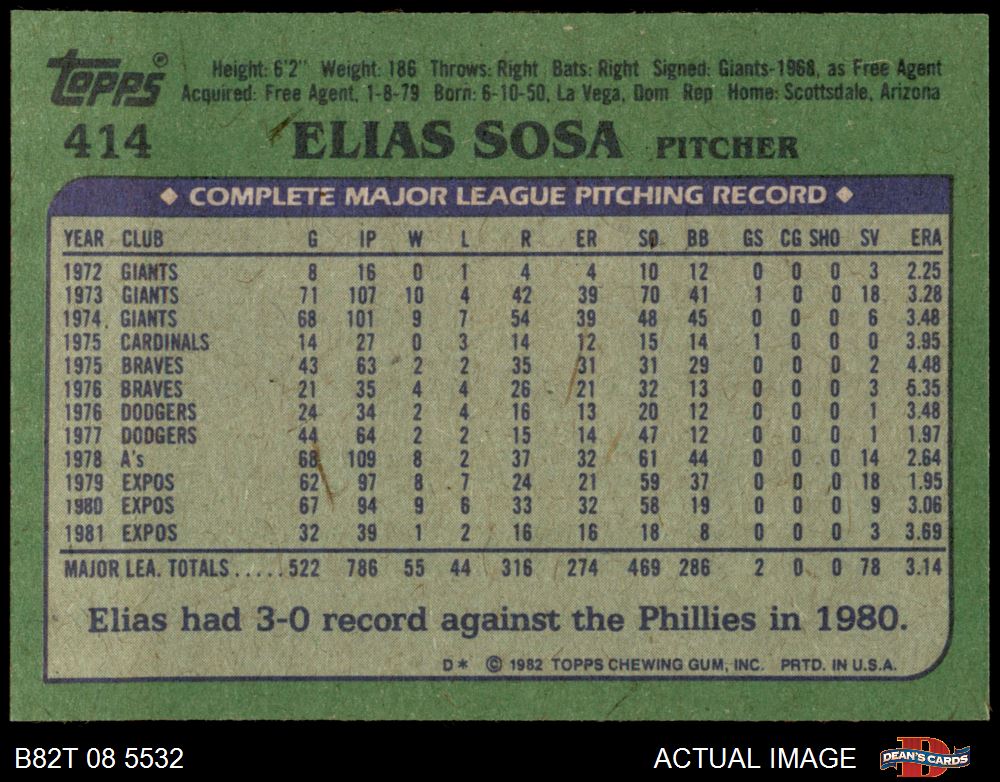 Topps® Height: 6'2" Weight: 186 Throws: Right Bats: Right Signed: Giants-1968, as Free Agent
Acquired: Free Agent, 1-8-79 Born: 6-10-50, La Vega, Dom Rep Home: Scottsdale, Arizona
414 ELIAS SOSA PITCHER
◆ COMPLETE MAJOR LEAGUE PITCHING RECORD ◆
YEAR CLUB G IP W L R ER SO BB GS CG SHO SV ERA
1972 GIANTS 8 16 0 1 4 4 10 12 0 0 0 3 2.25
1973 GIANTS 71 107 10 4 42 39 70 41 1 0 0 18 3.28
1974 GIANTS 68 101 9 7 54 39 48 45 0 0 0 6 3.48
1975 CARDINALS 14 27 0 3 14 12 15 14 1 0 0 0 3.95
1975 BRAVES 43 63 2 2 35 31 31 29 0 0 0 2 4.48
1976 BRAVES 21 35 4 4 26 21 32 13 0 0 0 3 5.35
1976 DODGERS 24 34 2 4 16 13 20 12 0 0 0 1 3.48
1977 DODGERS 44 64 2 2 15 14 47 12 0 0 0 1 1.97
1978 A's 68 109 8 2 37 32 61 44 0 0 0 14 2.64
1979 EXPOS 62 97 8 7 24 21 59 37 0 0 0 18 1.95
1980 EXPOS 67 94 9 6 33 32 58 19 0 0 0 9 3.06
1981 EXPOS 32 39 1 2 16 16 18 8 0 0 0 3 3.69
MAJOR LEA. TOTALS.....522 786 55 44 316 274 469 286 2 0 0 78 3.14
Elias had 3-0 record against the Phillies in 1980.
D* © 1982 TOPPS CHEWING GUM, INC. PRTD. IN U.S.A.
B82T 08 5532 ACTUAL IMAGE DEAN'S CARDS